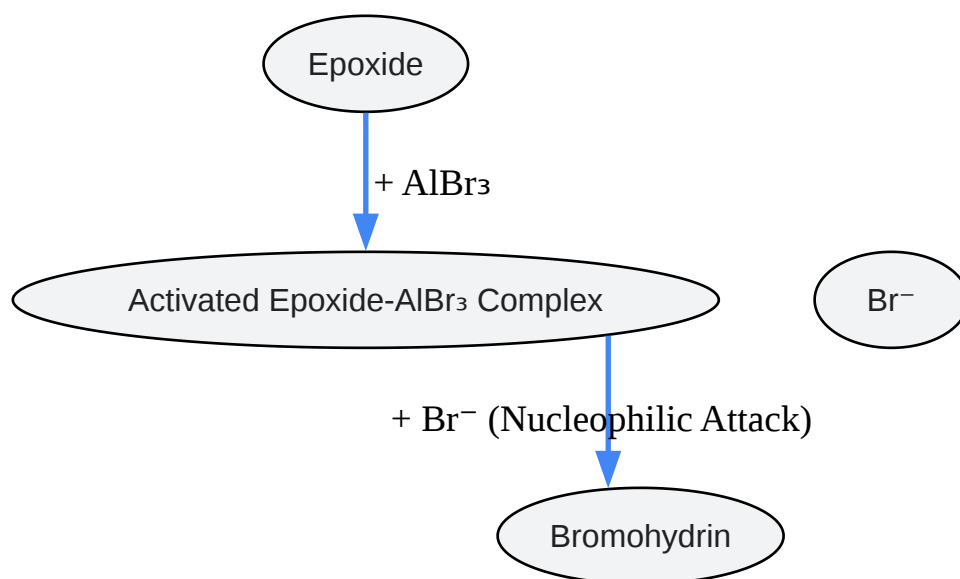 Epoxide
+ AlBr₃
Activated Epoxide-AlBr₃ Complex
Br⁻
+ Br⁻ (Nucleophilic Attack)
Bromohydrin